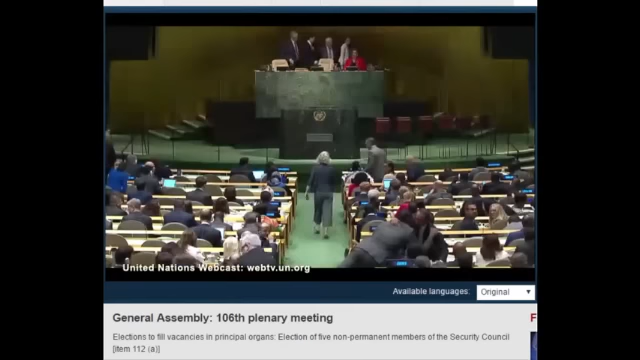 United Nations Webcast: webtv.un.org
Available languages: Original
General Assembly: 106th plenary meeting
Elections to fill vacancies in principal organs: Election of five non-permanent members of the Security Council
[item 112 (a)]
F